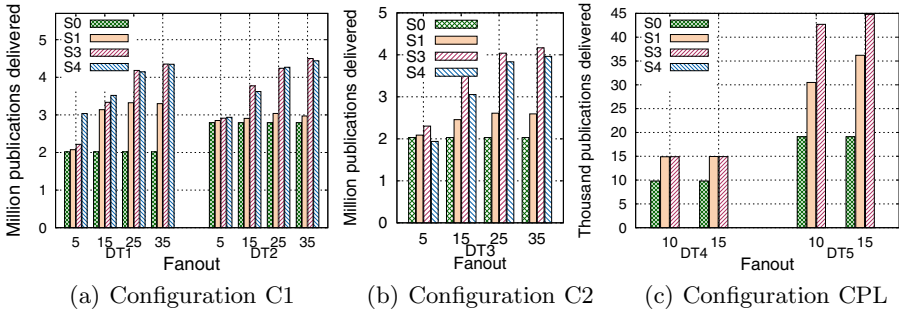 Million publications delivered
5
4
3
2
1
0
S0
S1
S3
S4
5 15 25 35 5 15 25 35
DT1 DT2
Fanout
(a) Configuration C1
Million publications delivered
5
4
3
2
1
0
S0
S1
S3
S4
5 15 25 35
DT3
Fanout
(b) Configuration C2
Thousand publications delivered
45
40
35
30
25
20
15
10
5
0
S0
S1
S3
S4
10 15 10 15
DT4 DT5
Fanout
(c) Configuration CPL